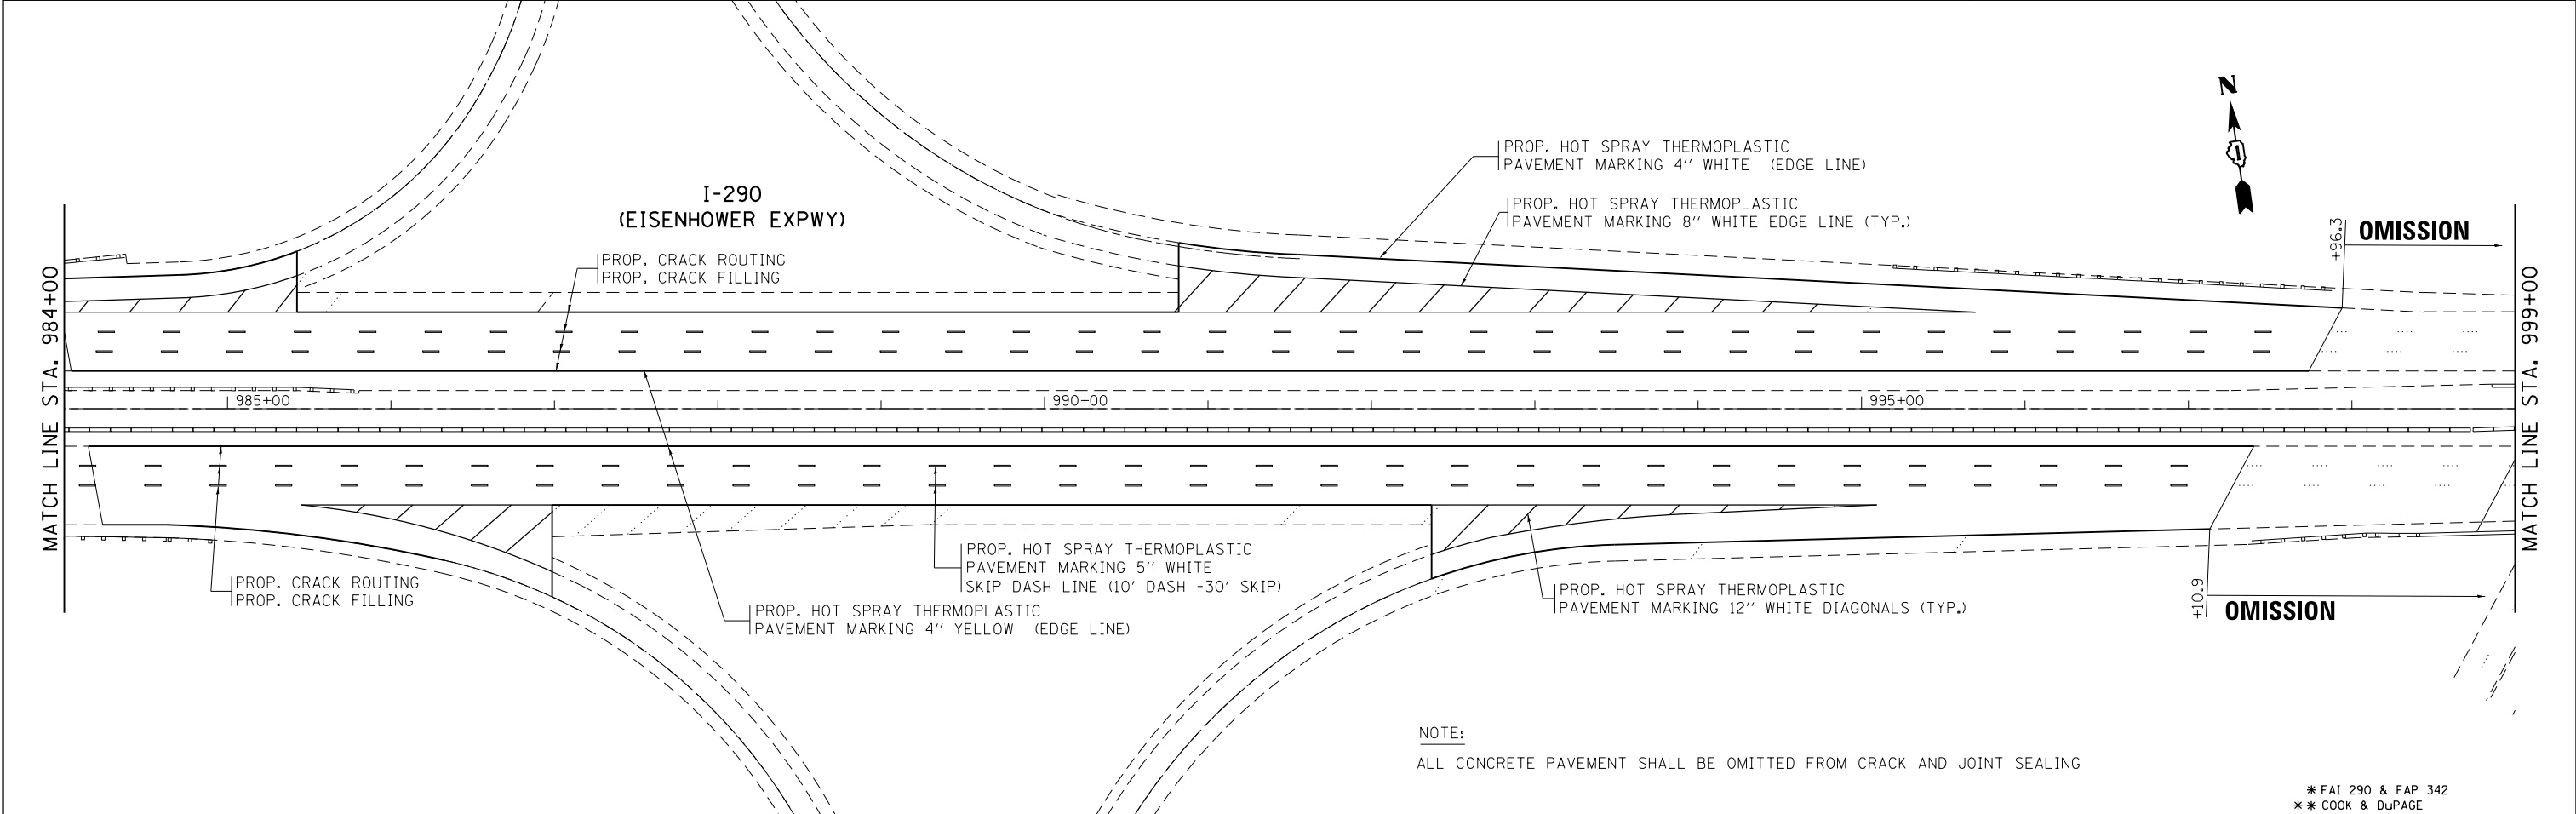 N
PROP. HOT SPRAY THERMOPLASTIC
PAVEMENT MARKING 4'' WHITE (EDGE LINE)
I-290
(EISENHOWER EXPWY)
PROP. HOT SPRAY THERMOPLASTIC
PAVEMENT MARKING 8'' WHITE EDGE LINE (TYP.)
+96.3
OMISSION
PROP. CRACK ROUTING
PROP. CRACK FILLING
MATCH LINE STA. 984+00
MATCH LINE STA. 999+00
985+00
990+00
995+00
PROP. CRACK ROUTING
PROP. CRACK FILLING
PROP. HOT SPRAY THERMOPLASTIC
PAVEMENT MARKING 5'' WHITE
SKIP DASH LINE (10' DASH -30' SKIP)
PROP. HOT SPRAY THERMOPLASTIC
PAVEMENT MARKING 4'' YELLOW (EDGE LINE)
PROP. HOT SPRAY THERMOPLASTIC
PAVEMENT MARKING 12'' WHITE DIAGONALS (TYP.)
+10.9
OMISSION
NOTE:
ALL CONCRETE PAVEMENT SHALL BE OMITTED FROM CRACK AND JOINT SEALING
* FAI 290 & FAP 342
** COOK & DuPAGE